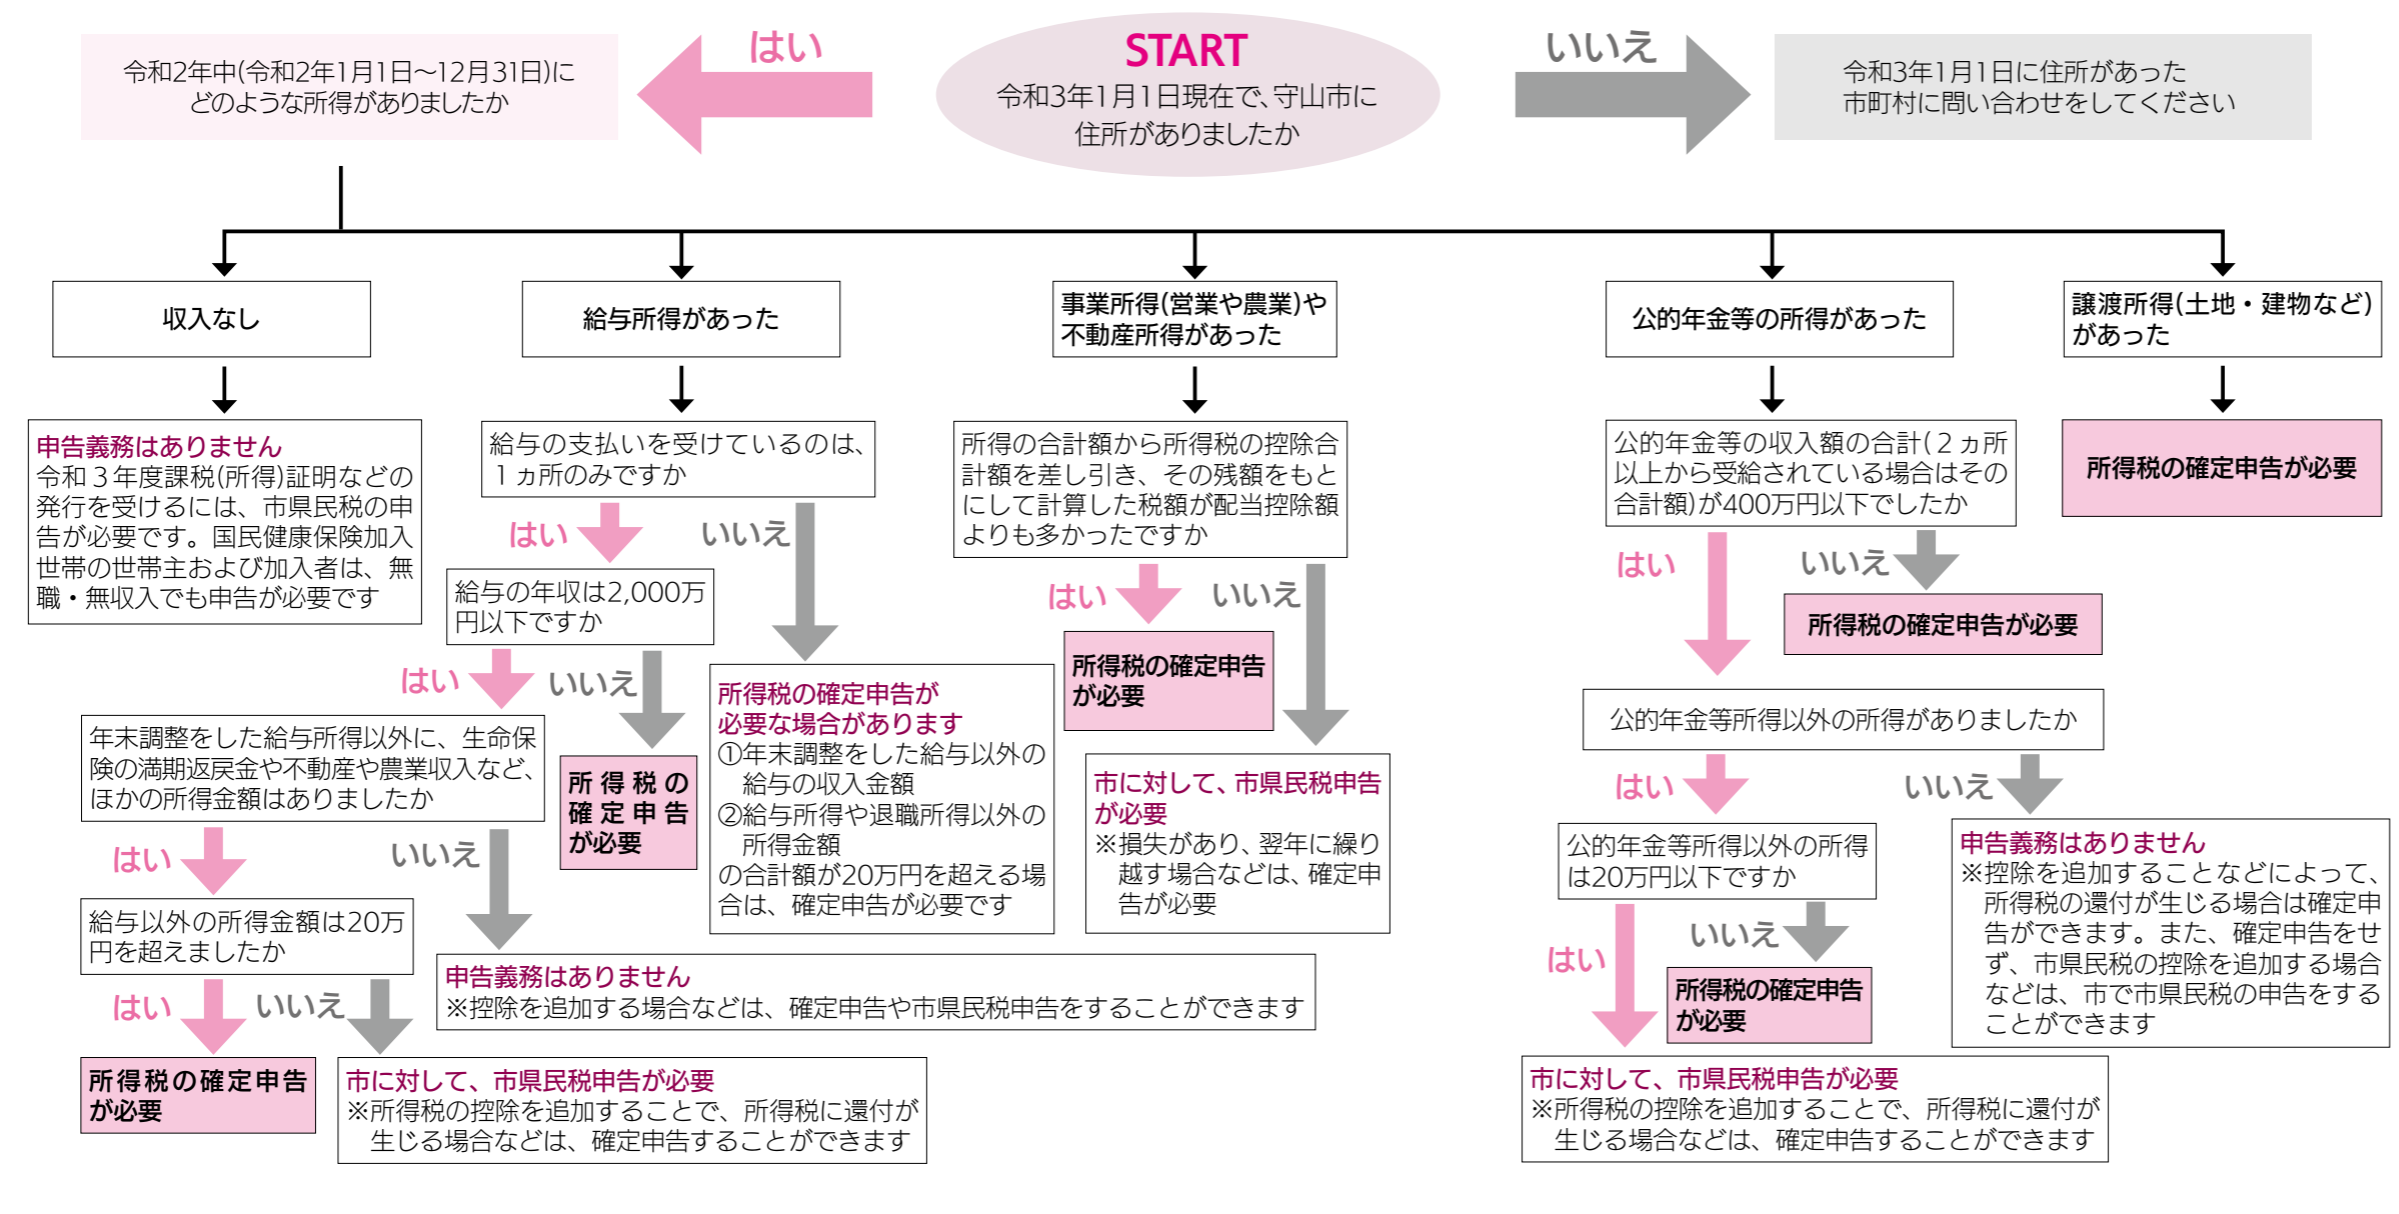 START
令和3年1月1日現在で、守山市に
住所がありましたか
はい
いいえ
令和2年中(令和2年1月1日～12月31日)に
どのような所得がありましたか
令和3年1月1日に住所があった
市町村に問い合わせをしてください
収入なし
申告義務はありません
令和３年度課税(所得)証明などの
発行を受けるには、市県民税の申
告が必要です。国民健康保険加入
世帯の世帯主および加入者は、無
職・無収入でも申告が必要です
給与所得があった
給与の支払いを受けているのは、
１ヵ所のみですか
はい
いいえ
給与の年収は2,000万
円以下ですか
はい
いいえ
年末調整をした給与所得以外に、生命保
険の満期返戻金や不動産や農業収入など、
ほかの所得金額はありましたか
はい
いいえ
給与以外の所得金額は20万
円を超えましたか
はい
いいえ
所得税の確定申告
が必要
市に対して、市県民税申告が必要
※所得税の控除を追加することで、所得税に還付が
生じる場合などは、確定申告することができます
申告義務はありません
※控除を追加する場合などは、確定申告や市県民税申告をすることができます
所得税の
確定申告
が必要
所得税の確定申告が
必要な場合があります
①年末調整をした給与以外の
給与の収入金額
②給与所得や退職所得以外の
所得金額
の合計額が20万円を超える場
合は、確定申告が必要です
事業所得(営業や農業)や
不動産所得があった
所得の合計額から所得税の控除合
計額を差し引き、その残額をもと
にして計算した税額が配当控除額
よりも多かったですか
はい
いいえ
所得税の確定申告
が必要
市に対して、市県民税申告
が必要
※損失があり、翌年に繰り
越す場合などは、確定申
告が必要
公的年金等の所得があった
公的年金等の収入額の合計(２ヵ所
以上から受給されている場合はその
合計額)が400万円以下でしたか
はい
いいえ
所得税の確定申告が必要
公的年金等所得以外の所得がありましたか
はい
いいえ
公的年金等所得以外の所得
は20万円以下ですか
はい
いいえ
所得税の確定申告
が必要
市に対して、市県民税申告が必要
※所得税の控除を追加することで、所得税に還付が
生じる場合などは、確定申告することができます
申告義務はありません
※控除を追加することなどによって、
所得税の還付が生じる場合は確定申
告ができます。また、確定申告をせ
ず、市県民税の控除を追加する場合
などは、市で市県民税の申告をする
ことができます
譲渡所得(土地・建物など)
があった
所得税の確定申告が必要